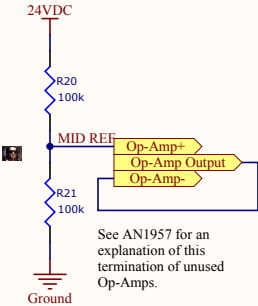 24VDC
R20
100k
MID REF
Op-Amp+
Op-Amp Output
Op-Amp-
R21
100k
See AN1957 for an
explanation of this
termination of unused
Op-Amps.
Ground